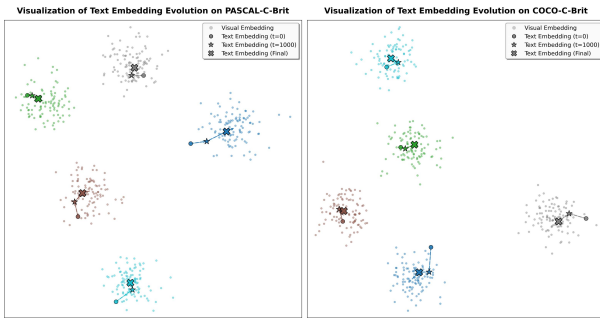 Visualization of Text Embedding Evolution on PASCAL-C-Brit
Visual Embedding
Text Embedding (t=0)
Text Embedding (t=1000)
Text Embedding (Final)
Visualization of Text Embedding Evolution on COCO-C-Brit
Visual Embedding
Text Embedding (t=0)
Text Embedding (t=1000)
Text Embedding (Final)